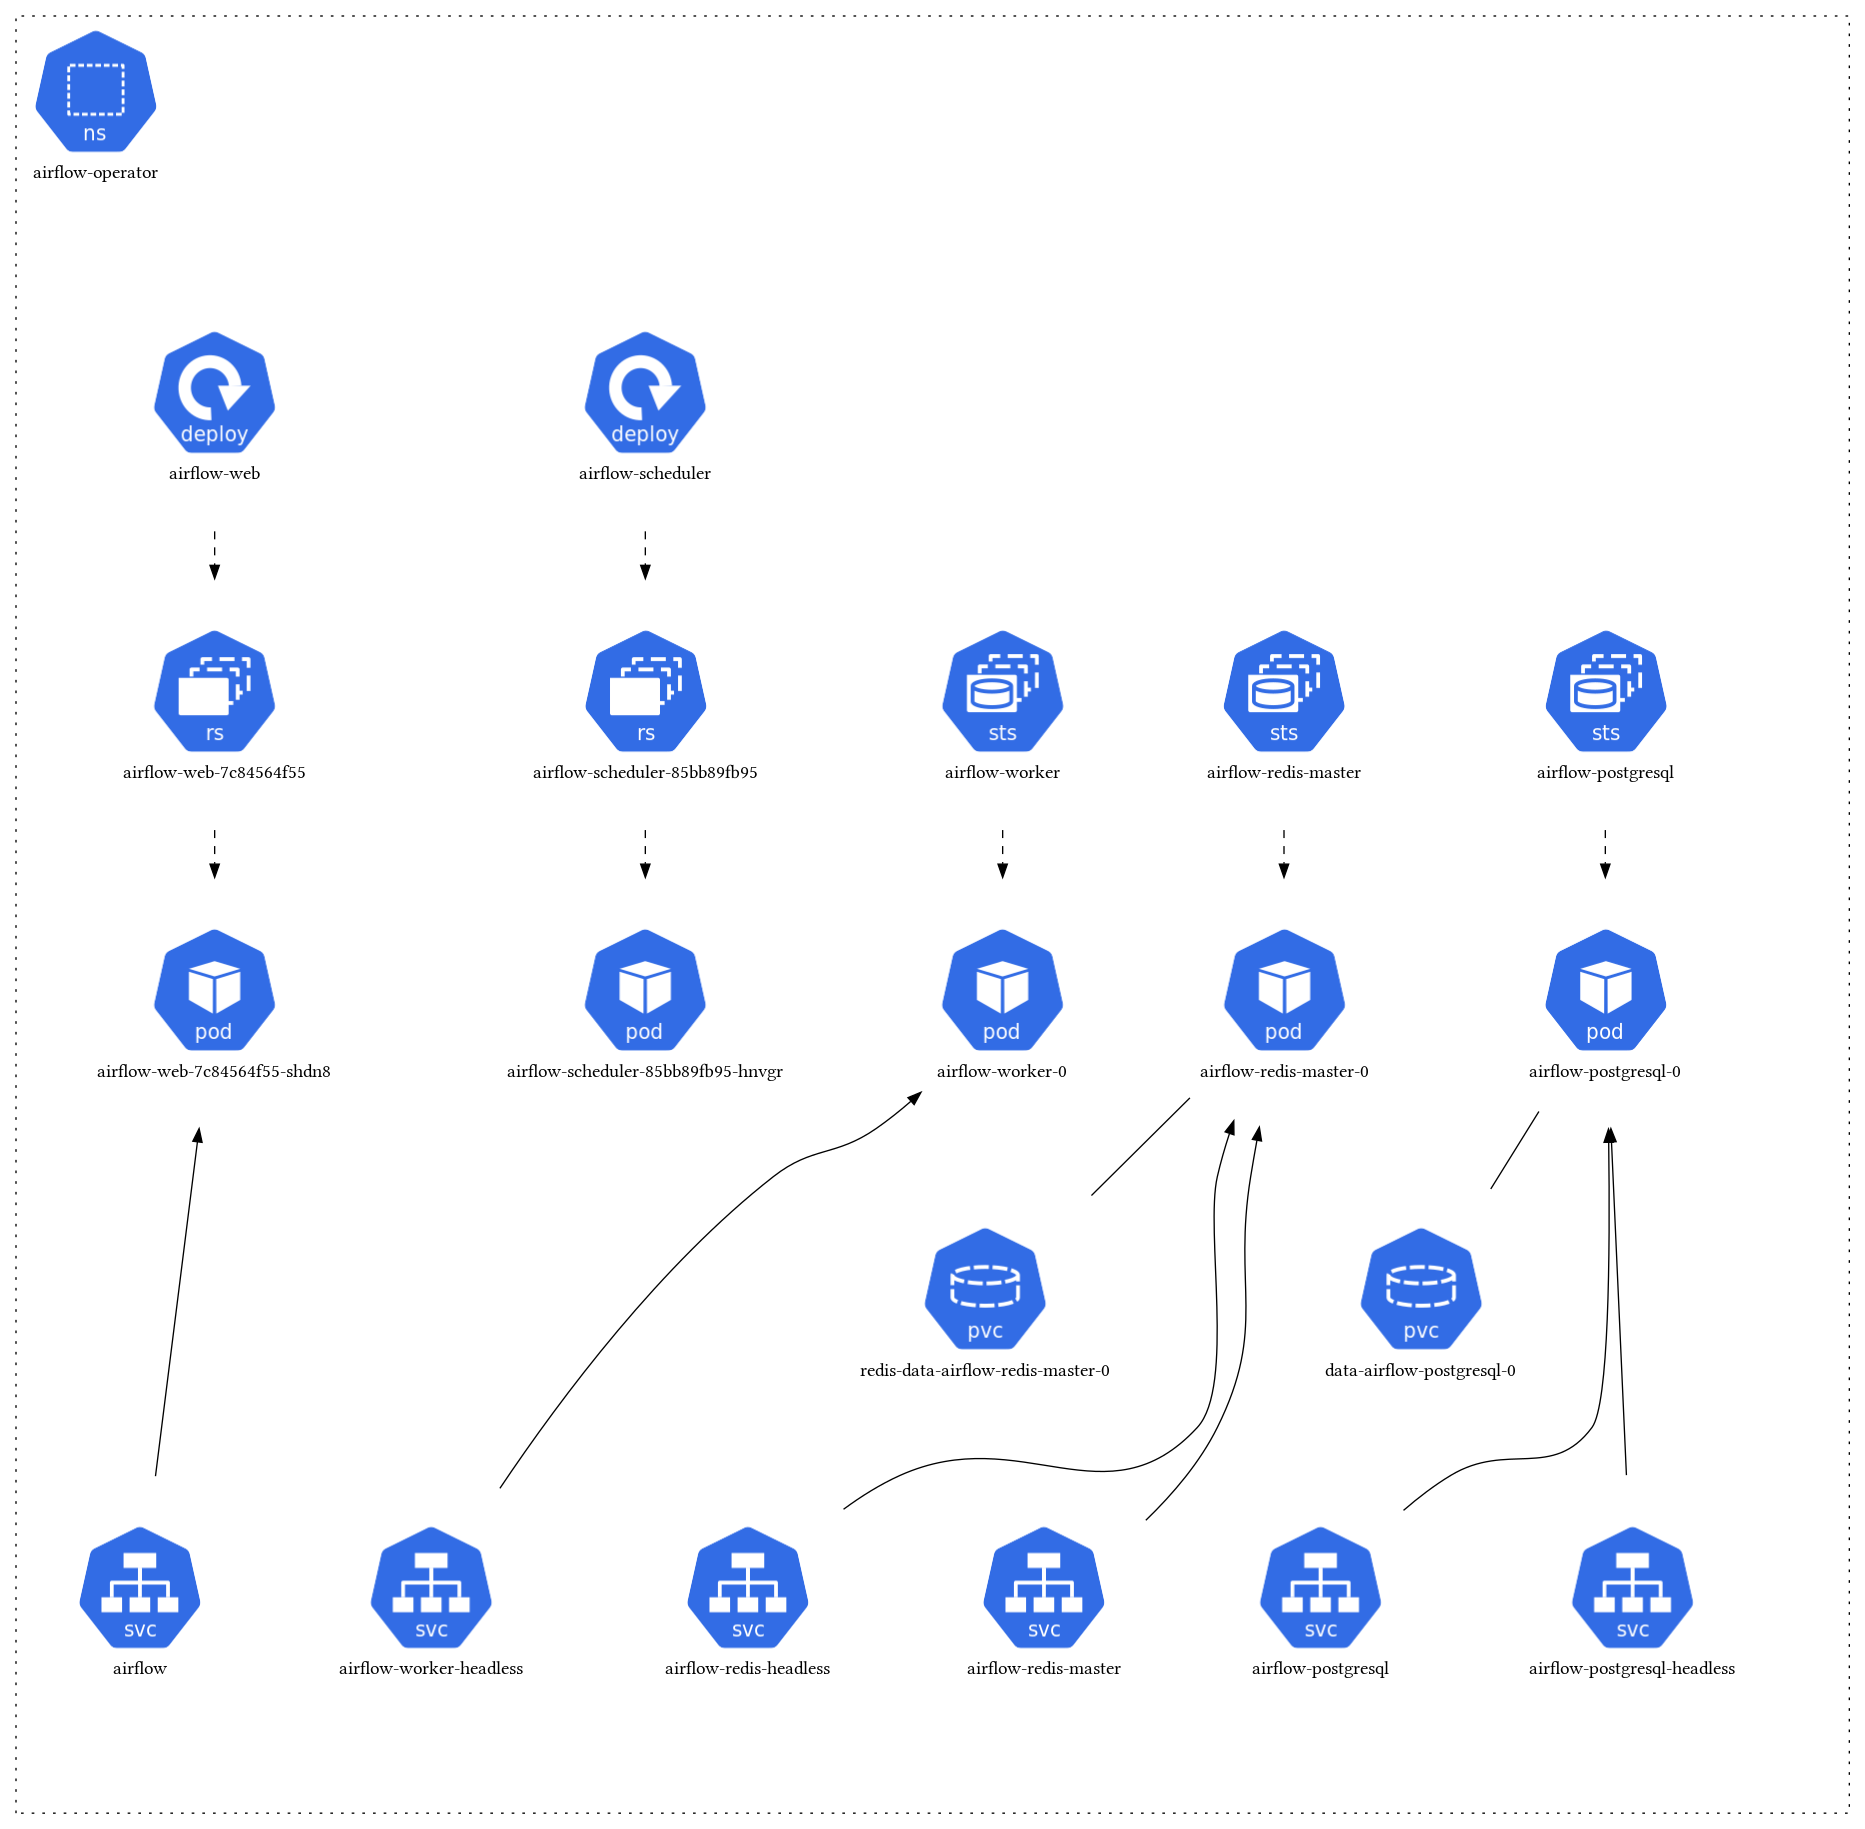 ns
airflow-operator
deploy
airflow-web
deploy
airflow-scheduler
rs
airflow-web-7c84564f55
rs
airflow-scheduler-85bb89fb95
sts
airflow-worker
sts
airflow-redis-master
sts
airflow-postgresql
pod
airflow-web-7c84564f55-shdn8
pod
airflow-scheduler-85bb89fb95-hnvgr
pod
airflow-worker-0
pod
airflow-redis-master-0
pod
airflow-postgresql-0
pvc
redis-data-airflow-redis-master-0
pvc
data-airflow-postgresql-0
svc
airflow
svc
airflow-worker-headless
svc
airflow-redis-headless
svc
airflow-redis-master
svc
airflow-postgresql
svc
airflow-postgresql-headless